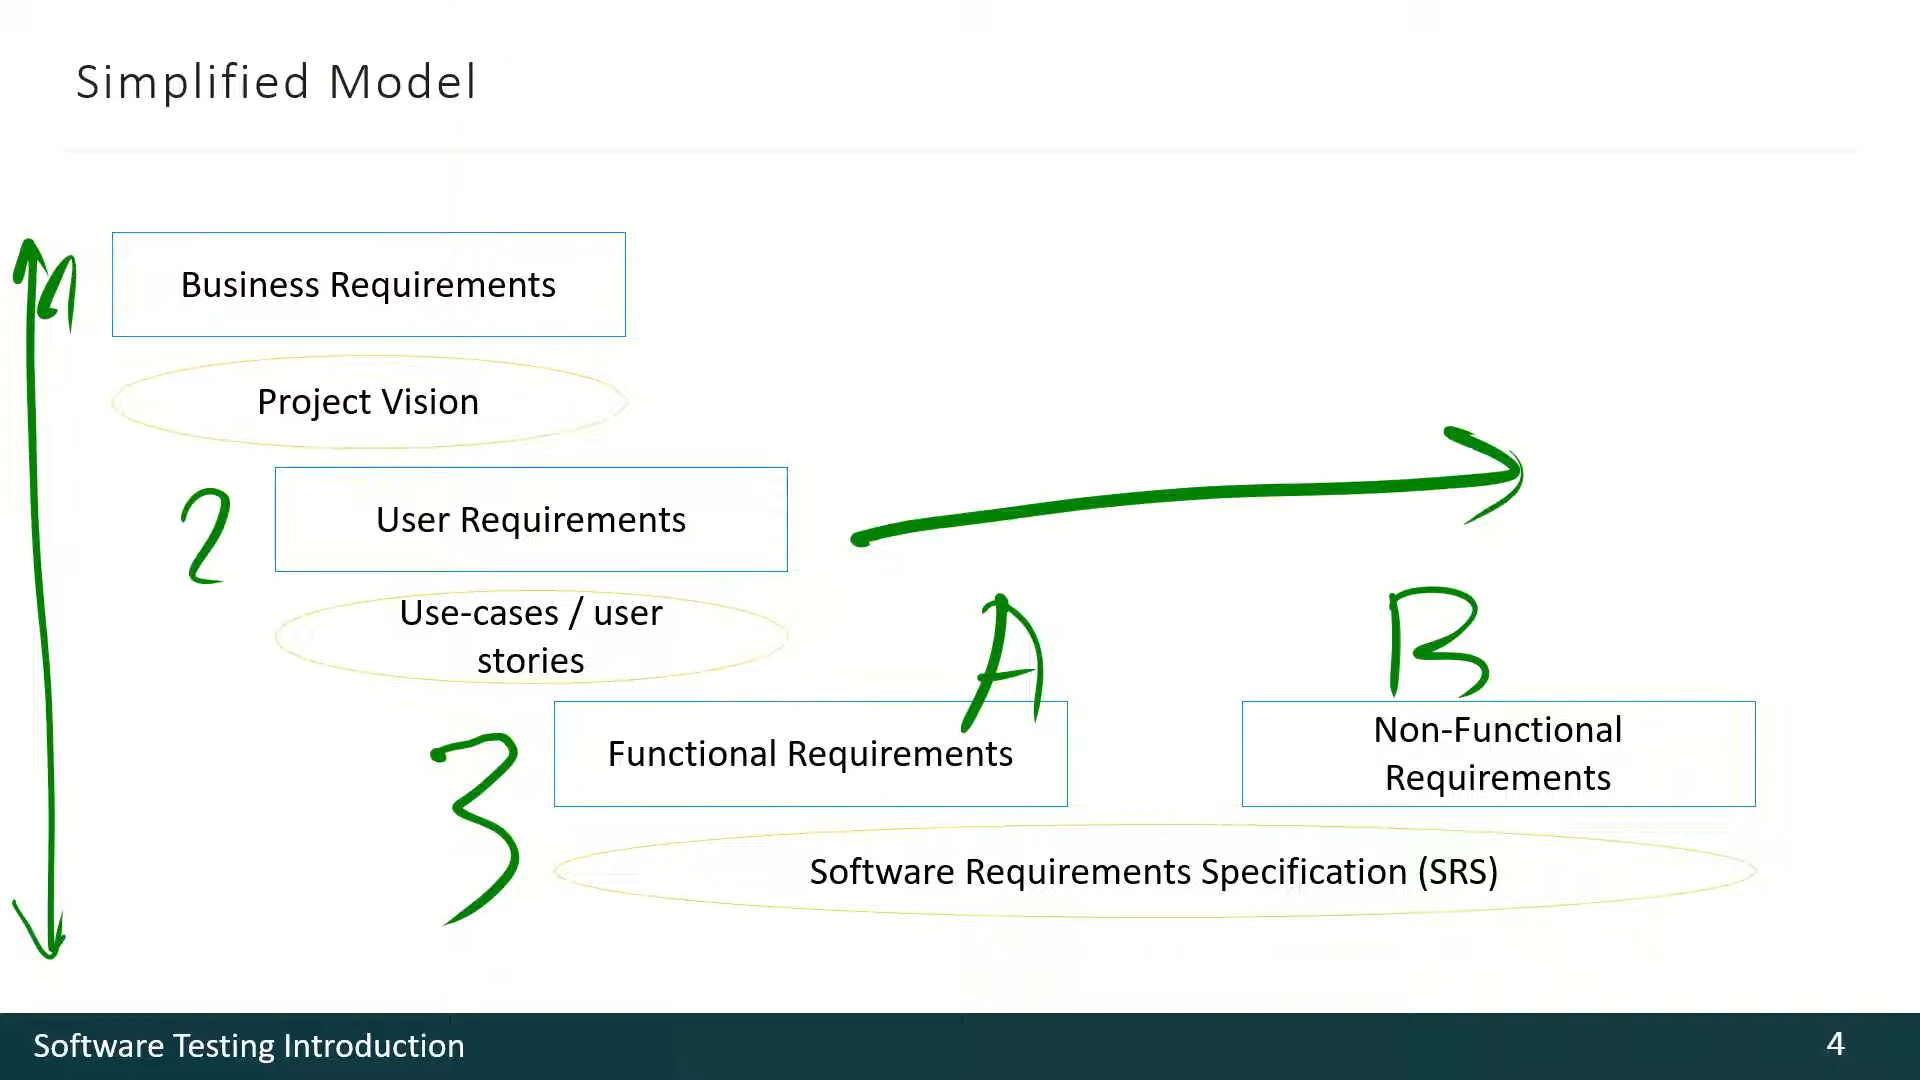 Simplified Model
1
Business Requirements
Project Vision
2
User Requirements
Use-cases / user
stories
A
B
3
Functional Requirements
Non-Functional
Requirements
Software Requirements Specification (SRS)
Software Testing Introduction
4